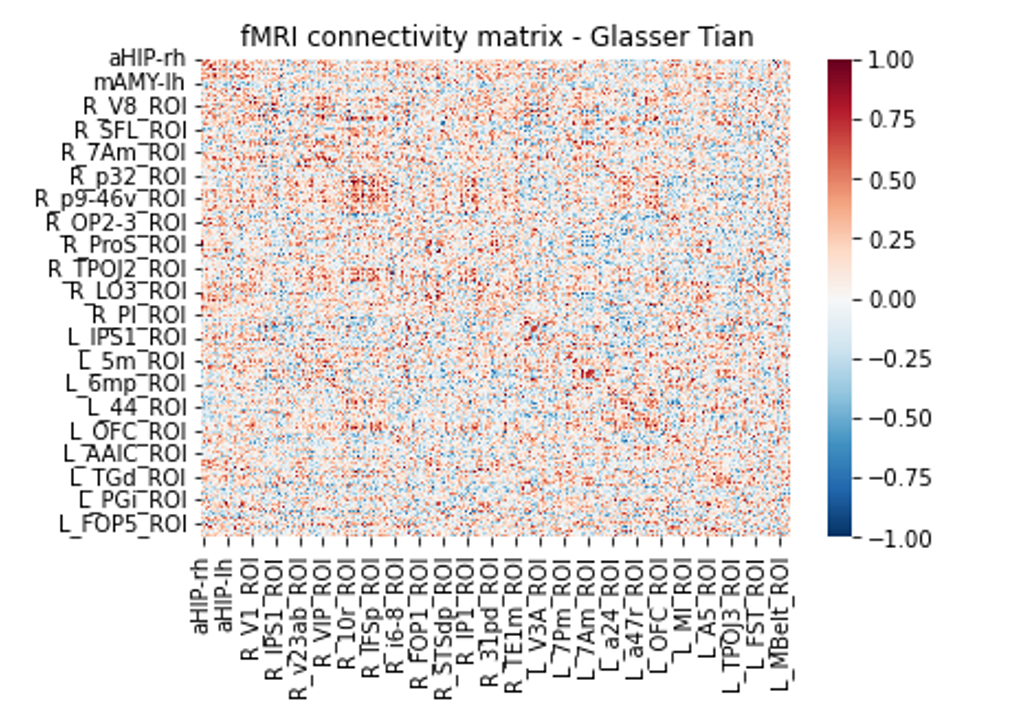 fMRI connectivity matrix - Glasser Tian
aHIP-rh
mAMY-lh
R_V8_ROI
R_SFL_ROI
R_7Am_ROI
R_p32_ROI
R_p9-46v_ROI
R_OP2-3_ROI
R_ProS_ROI
R_TPOJ2_ROI
R_LO3_ROI
R_PI_ROI
L_IPS1_ROI
L_5m_ROI
L_6mp_ROI
L_44_ROI
L_OFC_ROI
L_AAIC_ROI
L_TGd_ROI
L_PGi_ROI
L_FOP5_ROI
1.00
0.75
0.50
0.25
0.00
−0.25
−0.50
−0.75
−1.00
aHIP-rh
aHIP-lh
R_V1_ROI
R_IPS1_ROI
R_v23ab_ROI
R_VIP_ROI
R_10r_ROI
R_IFSp_ROI
R_i6-8_ROI
R_FOP1_ROI
R_STSdp_ROI
R_IP1_ROI
R_31pd_ROI
R_TE1m_ROI
L_V3A_ROI
L_7Pm_ROI
L_7Am_ROI
L_a24_ROI
L_a47r_ROI
L_OFC_ROI
L_MI_ROI
L_A5_ROI
L_TPOJ3_ROI
L_FST_ROI
L_MBelt_ROI